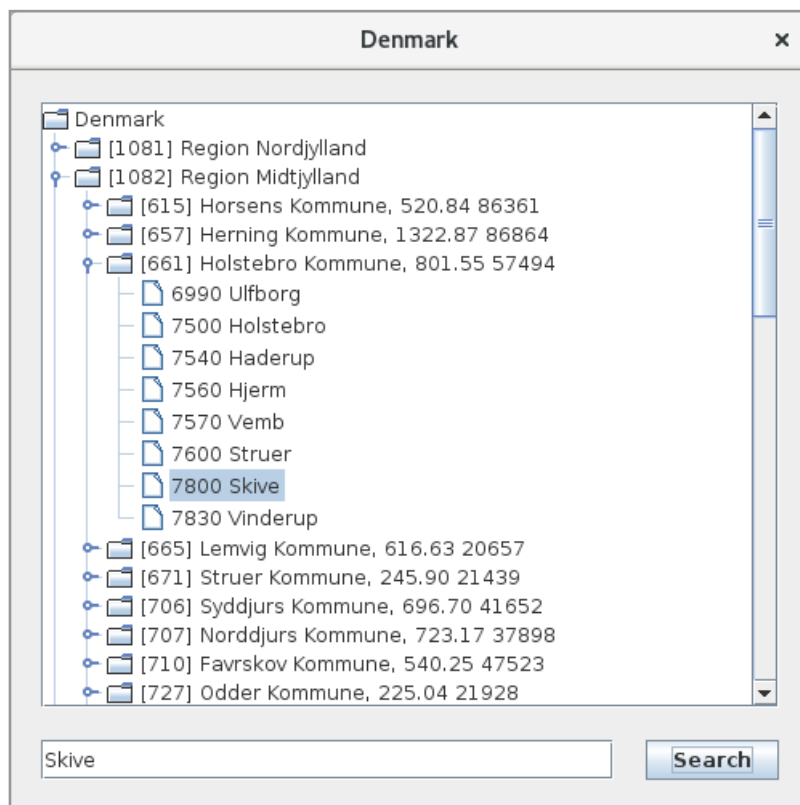 Denmark
Denmark
[1081] Region Nordjylland
[1082] Region Midtjylland
[615] Horsens Kommune, 520.84 86361
[657] Herning Kommune, 1322.87 86864
[661] Holstebro Kommune, 801.55 57494
6990 Ulfborg
7500 Holstebro
7540 Haderup
7560 Hjerm
7570 Vemb
7600 Struer
7800 Skive
7830 Vinderup
[665] Lemvig Kommune, 616.63 20657
[671] Struer Kommune, 245.90 21439
[706] Syddjurs Kommune, 696.70 41652
[707] Norddjurs Kommune, 723.17 37898
[710] Favrskov Kommune, 540.25 47523
[727] Odder Kommune, 225.04 21928
Skive
Search